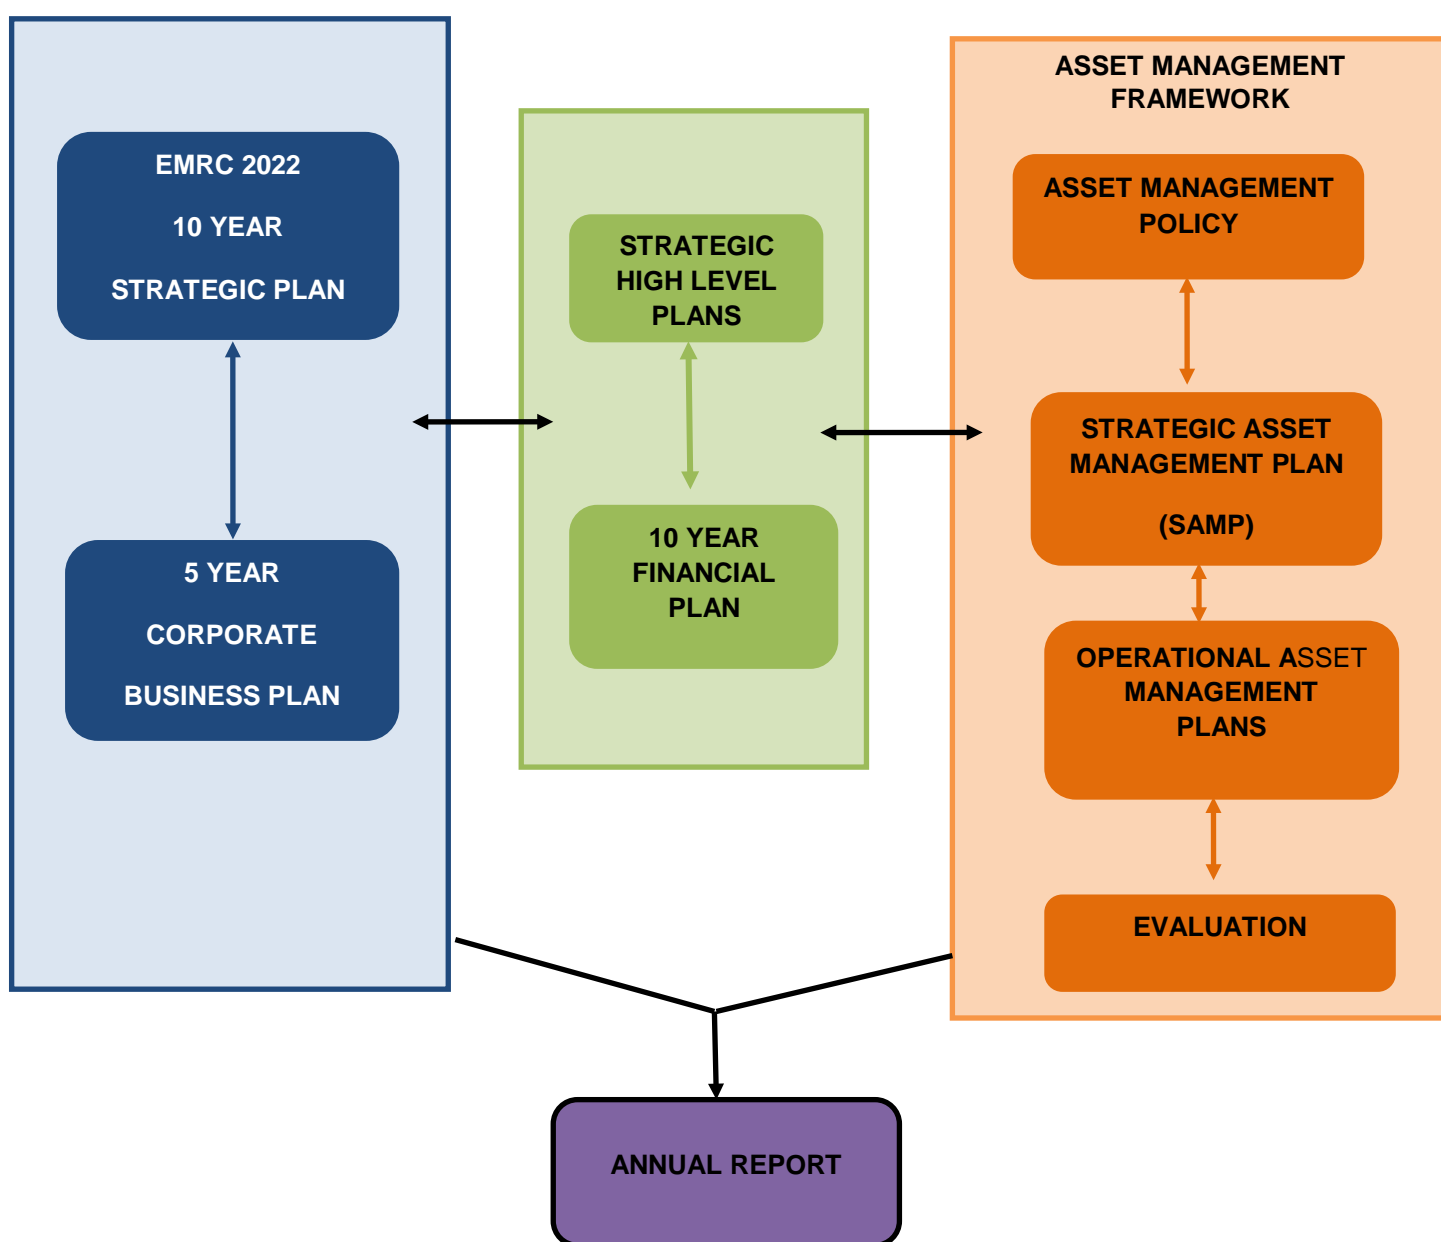 EMRC 2022
10 YEAR
STRATEGIC PLAN
5 YEAR
CORPORATE
BUSINESS PLAN
STRATEGIC
HIGH LEVEL
PLANS
10 YEAR
FINANCIAL
PLAN
ASSET MANAGEMENT
FRAMEWORK
ASSET MANAGEMENT
POLICY
STRATEGIC ASSET
MANAGEMENT PLAN
(SAMP)
OPERATIONAL ASSET
MANAGEMENT
PLANS
EVALUATION
ANNUAL REPORT